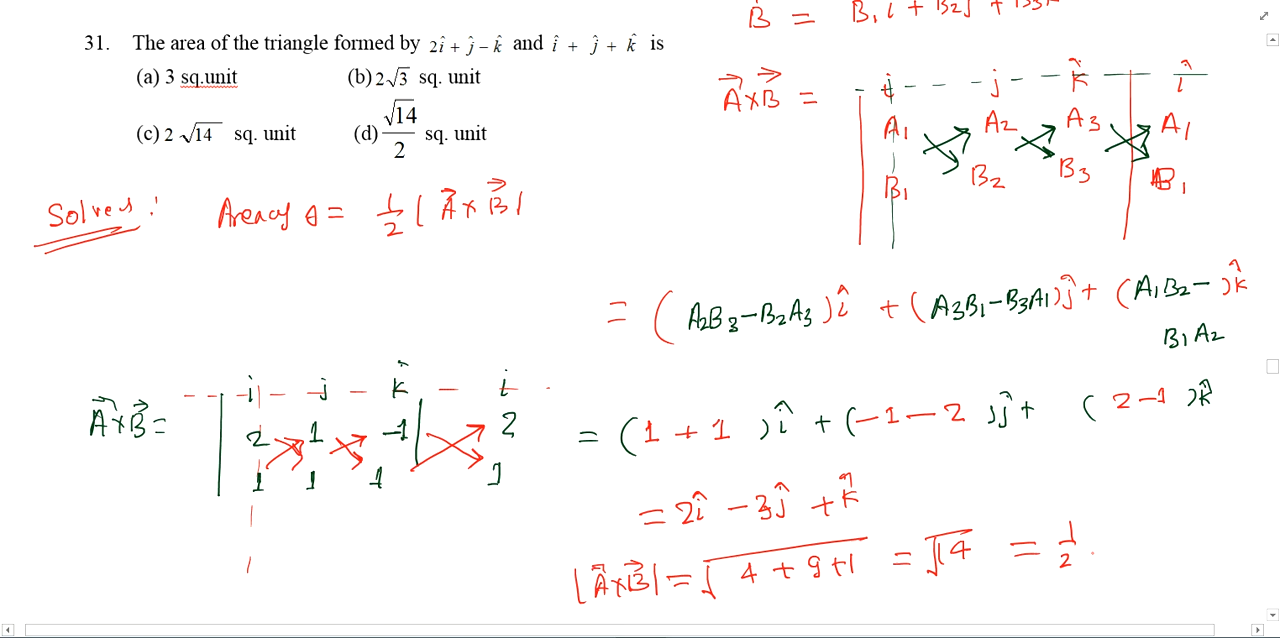 B = B₁i + B₂j + B₃k
31. The area of the triangle formed by 2î + ĵ – k̂ and î + ĵ + k̂ is
(a) 3 sq.unit (b) 2√3 sq. unit
(c) 2 √14 sq. unit (d) √14/2 sq. unit
A⃗×B⃗ = i j k̂ î
A₁ A₂ A₃ A₁
B₁ B₂ B₃ B₁
Solved: Area of Δ = 1/2 |A⃗×B⃗|
= (A₂B₃–B₂A₃)î + (A₃B₁–B₃A₁)ĵ + (A₁B₂– )k̂
B₁A₂
A⃗×B⃗ = i j k̂ i
2 1 –1 2
1 1 1 1
= (1+1)î + (–1–2)ĵ + (2–1)k̂
= 2î – 3ĵ + k̂
|A⃗×B⃗| = √4+9+1 = √14 = 1/2